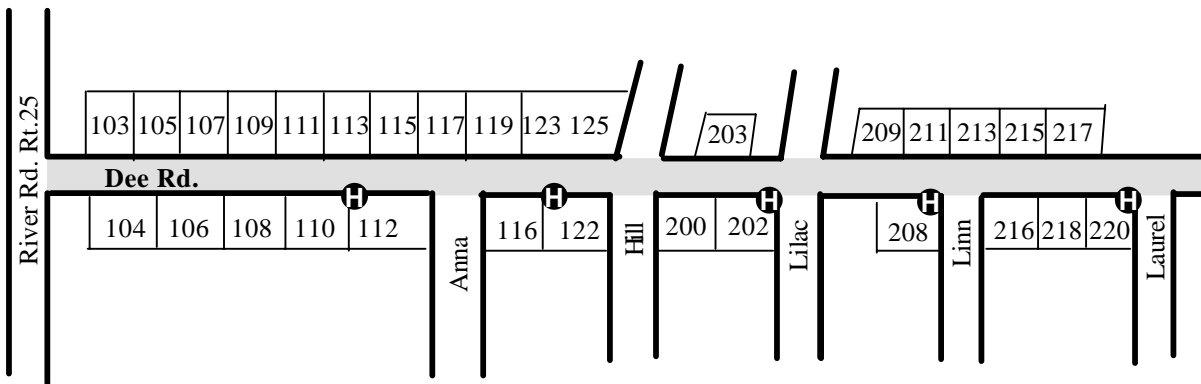 River Rd. Rt.25
103 105 107 109 111 113 115 117 119 123 125
203
209 211 213 215 217
Dee Rd.
H H H H H
104 106 108 110 112
116 122
200 202
208
216 218 220
Anna
Hill
Lilac
Linn
Laurel